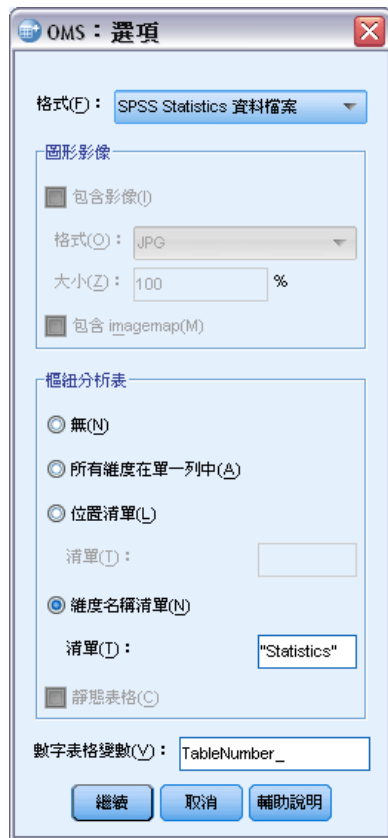 OMS：選項
格式(F)： SPSS Statistics 資料檔案
圖形影像
包含影像(I)
格式(O)： JPG
大小(Z)： 100 %
包含 imagemap(M)
樞紐分析表
無(N)
所有維度在單一列中(A)
位置清單(L)
清單(T)：
維度名稱清單(N)
清單(T)： "Statistics"
靜態表格(C)
數字表格變數(V)： TableNumber_
繼續 取消 輔助說明